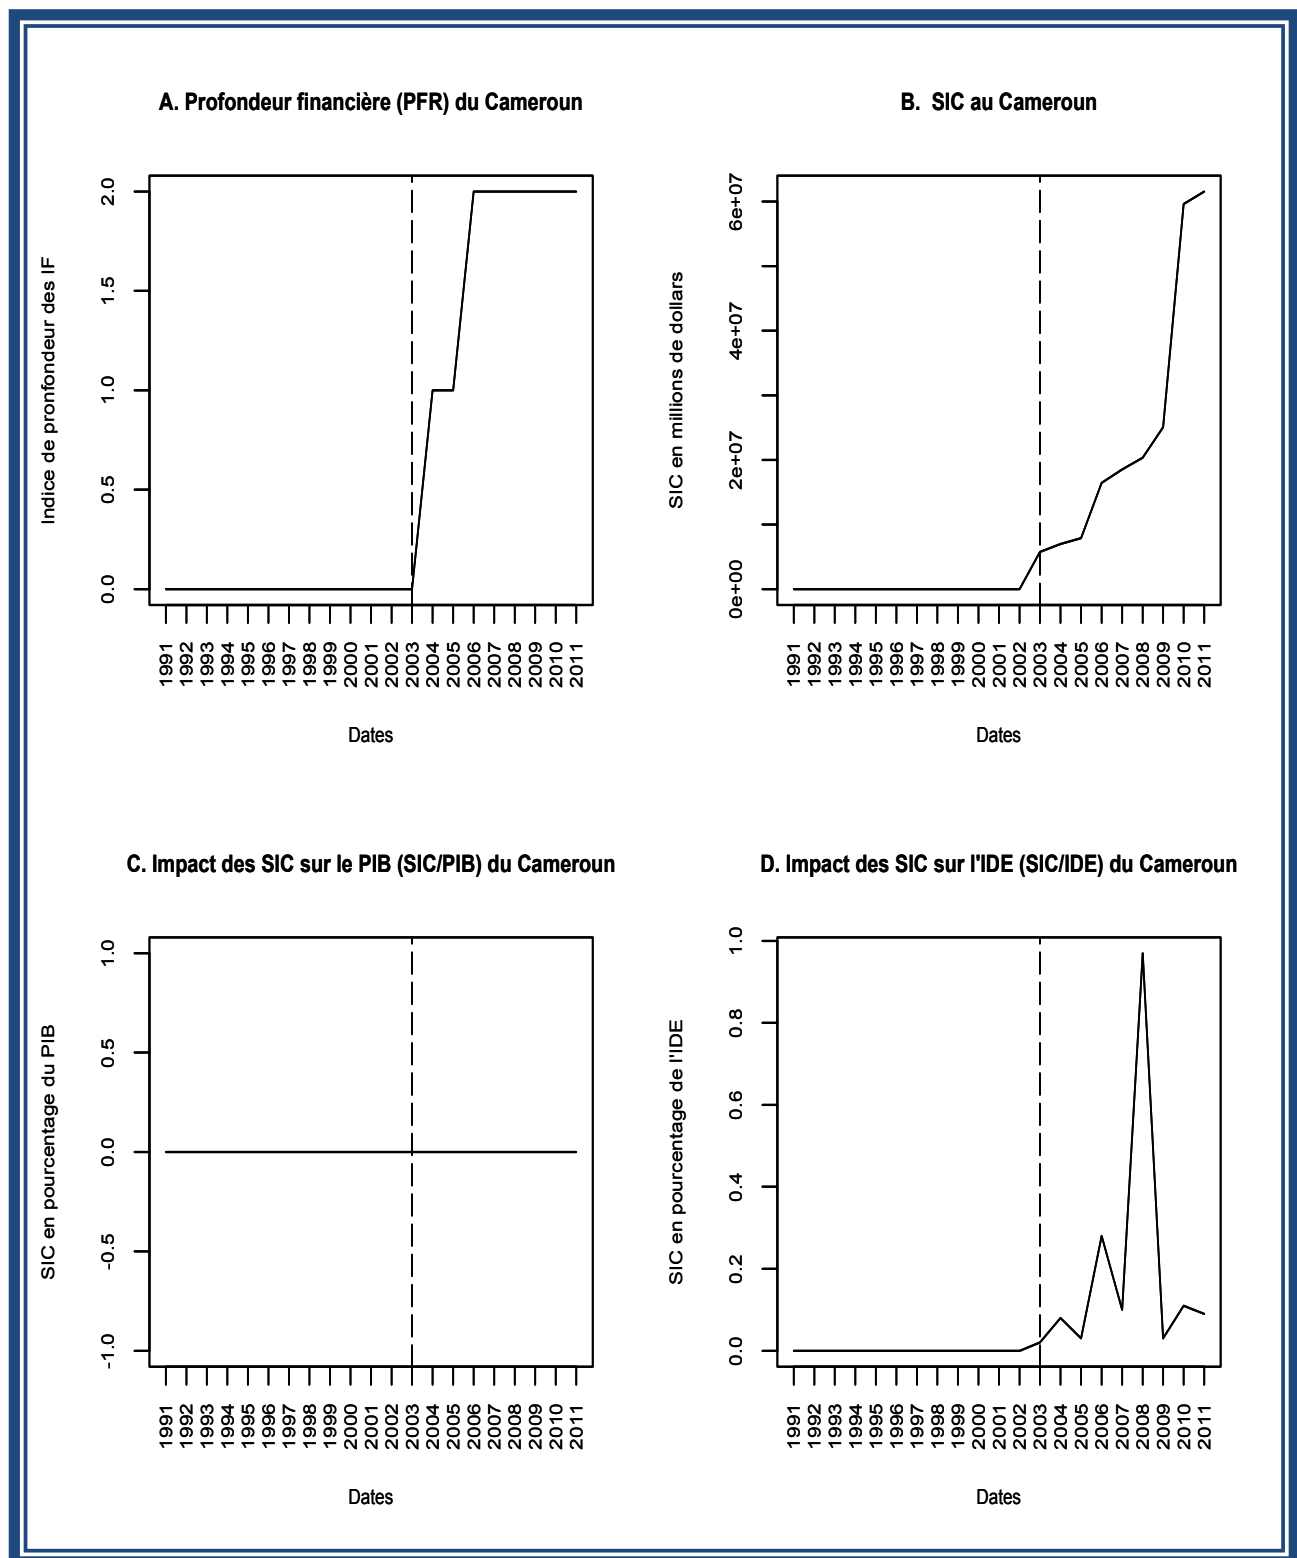 A. Profondeur financière (PFR) du Cameroun
Indice de pronfondeur des IF
2.0
1.5
1.0
0.5
0.0
1991 1992 1993 1994 1995 1996 1997 1998 1999 2000 2001 2002 2003 2004 2005 2006 2007 2008 2009 2010 2011
Dates
B. SIC au Cameroun
SIC en millions de dollars
6e+07
4e+07
2e+07
0e+00
1991 1992 1993 1994 1995 1996 1997 1998 1999 2000 2001 2002 2003 2004 2005 2006 2007 2008 2009 2010 2011
Dates
C. Impact des SIC sur le PIB (SIC/PIB) du Cameroun
SIC en pourcentage du PIB
1.0
0.5
0.0
-0.5
-1.0
1991 1992 1993 1994 1995 1996 1997 1998 1999 2000 2001 2002 2003 2004 2005 2006 2007 2008 2009 2010 2011
Dates
D. Impact des SIC sur l'IDE (SIC/IDE) du Cameroun
SIC en pourcentage de l'IDE
1.0
0.8
0.6
0.4
0.2
0.0
1991 1992 1993 1994 1995 1996 1997 1998 1999 2000 2001 2002 2003 2004 2005 2006 2007 2008 2009 2010 2011
Dates